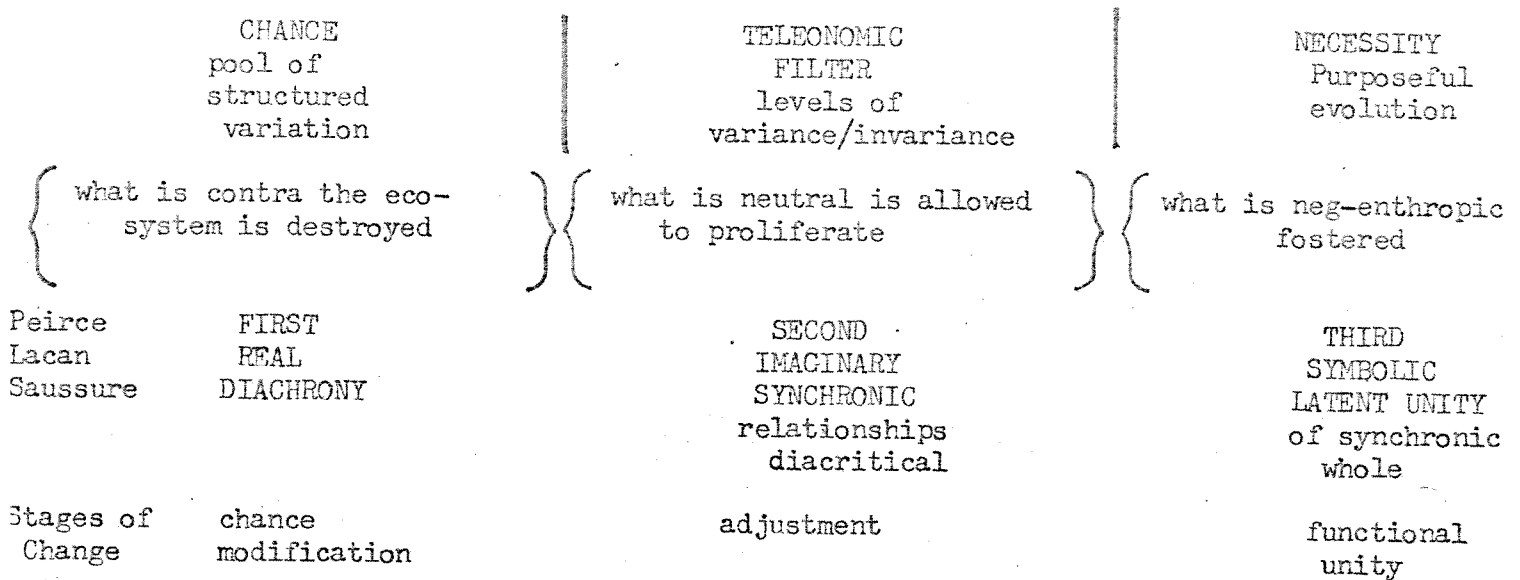 CHANCE
pool of
structured
variation
TELEONOMIC
FILTER
levels of
variance/invariance
NECESSITY
Purposeful
evolution
what is contra the eco-
system is destroyed
what is neutral is allowed
to proliferate
what is neg-enthropic
fostered
Peirce FIRST SECOND THIRD
Lacan REAL IMAGINARY SYMBOLIC
Saussure DIACHRONY SYNCHRONIC LATENT UNITY
relationships of synchronic
diacritical whole
Stages of chance adjustment functional
Change modification unity